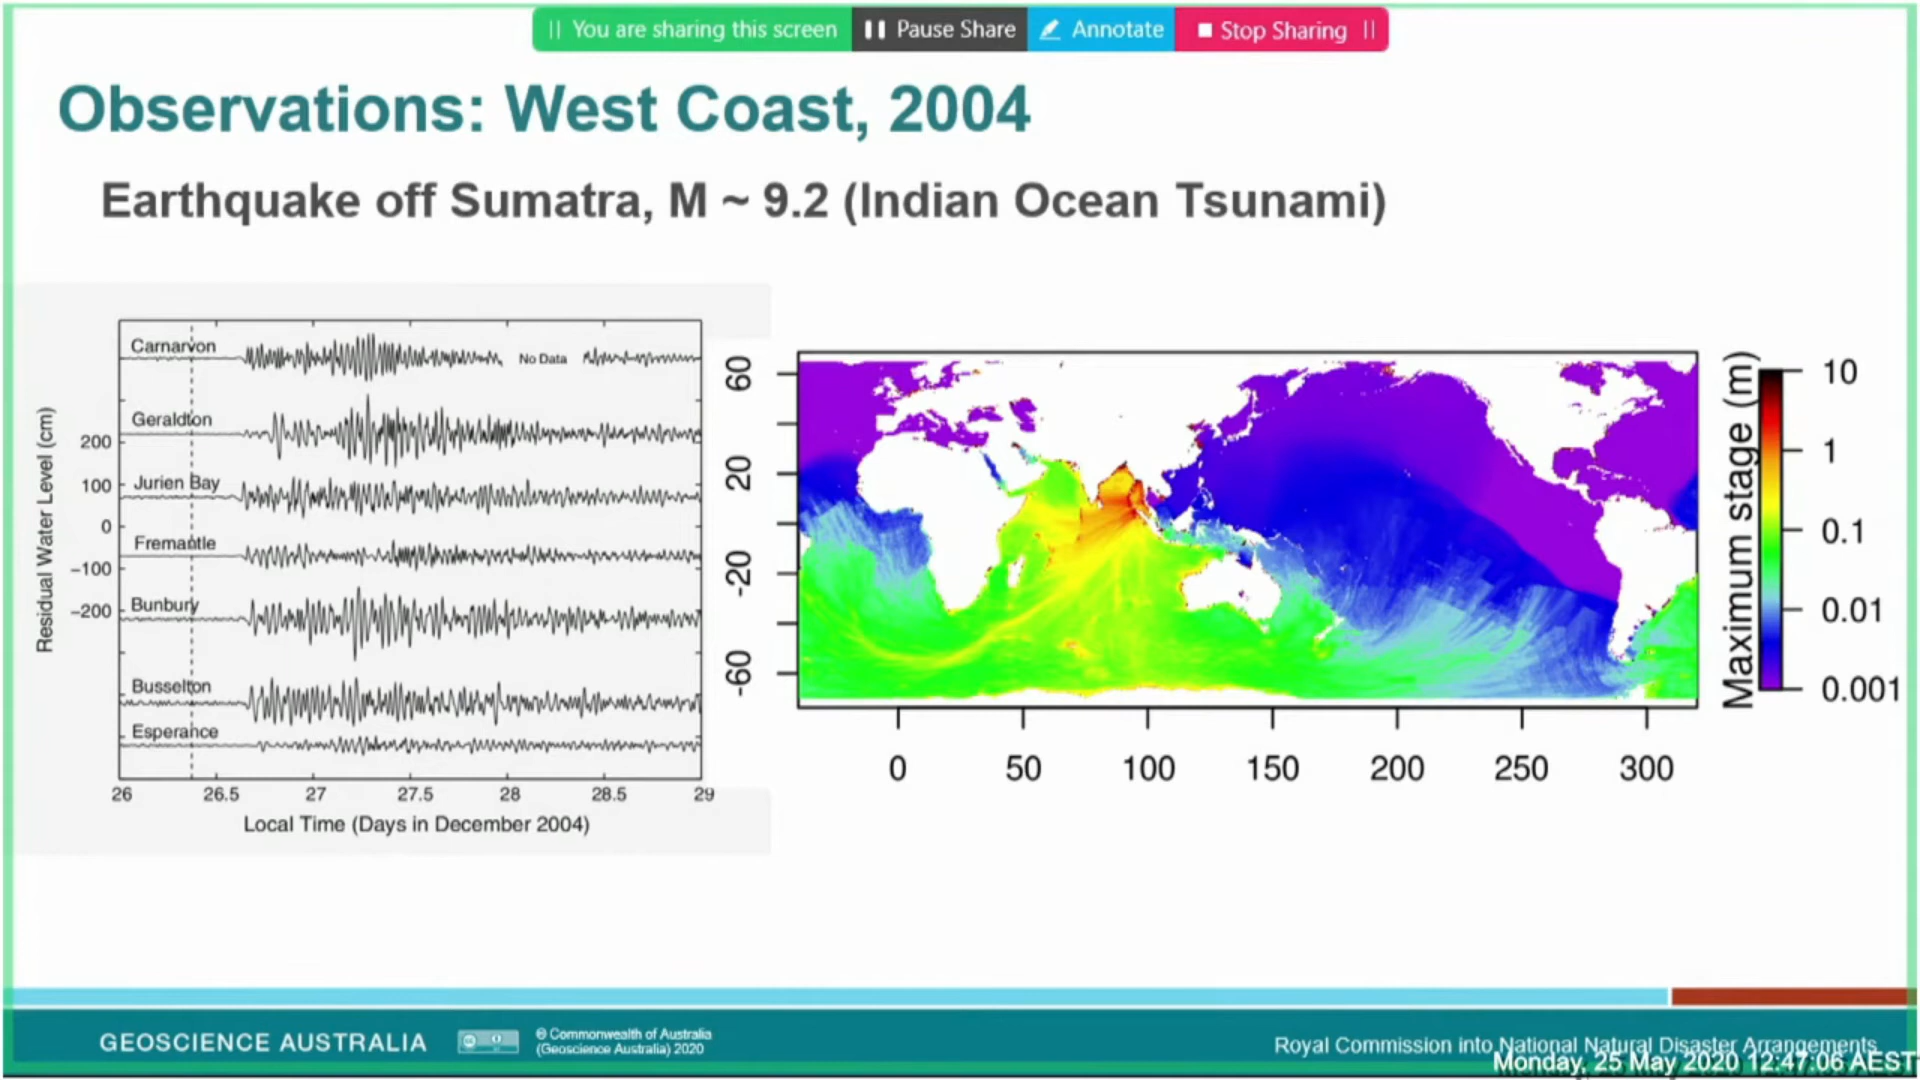 You are sharing this screen
Pause Share
Annotate
Stop Sharing
Observations: West Coast, 2004
Earthquake off Sumatra, M ~ 9.2 (Indian Ocean Tsunami)
Residual Water Level (cm)
200
100
0
−100
−200
Carnarvon
No Data
Geraldton
Jurien Bay
Fremantle
Bunbury
Busselton
Esperance
26 26.5 27 27.5 28 28.5 29
Local Time (Days in December 2004)
60
20
-20
-60
0 50 100 150 200 250 300
Maximum stage (m)
10
1
0.1
0.01
0.001
GEOSCIENCE AUSTRALIA
© Commonwealth of Australia
(Geoscience Australia) 2020
Royal Commission into National Natural Disaster Arrangements
Monday, 25 May 2020 12:47:06 AEST